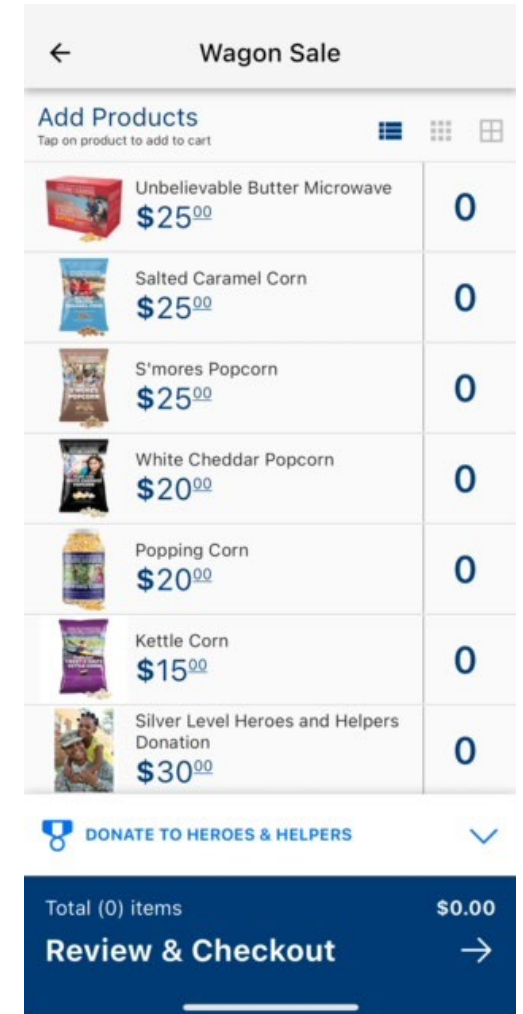 Wagon Sale
Add Products
Tap on product to add to cart
Unbelievable Butter Microwave
$25.00
0
Salted Caramel Corn
$25.00
0
S'mores Popcorn
$25.00
0
White Cheddar Popcorn
$20.00
0
Popping Corn
$20.00
0
Kettle Corn
$15.00
0
Silver Level Heroes and Helpers
Donation
$30.00
0
DONATE TO HEROES & HELPERS
Total (0) items
$0.00
Review & Checkout